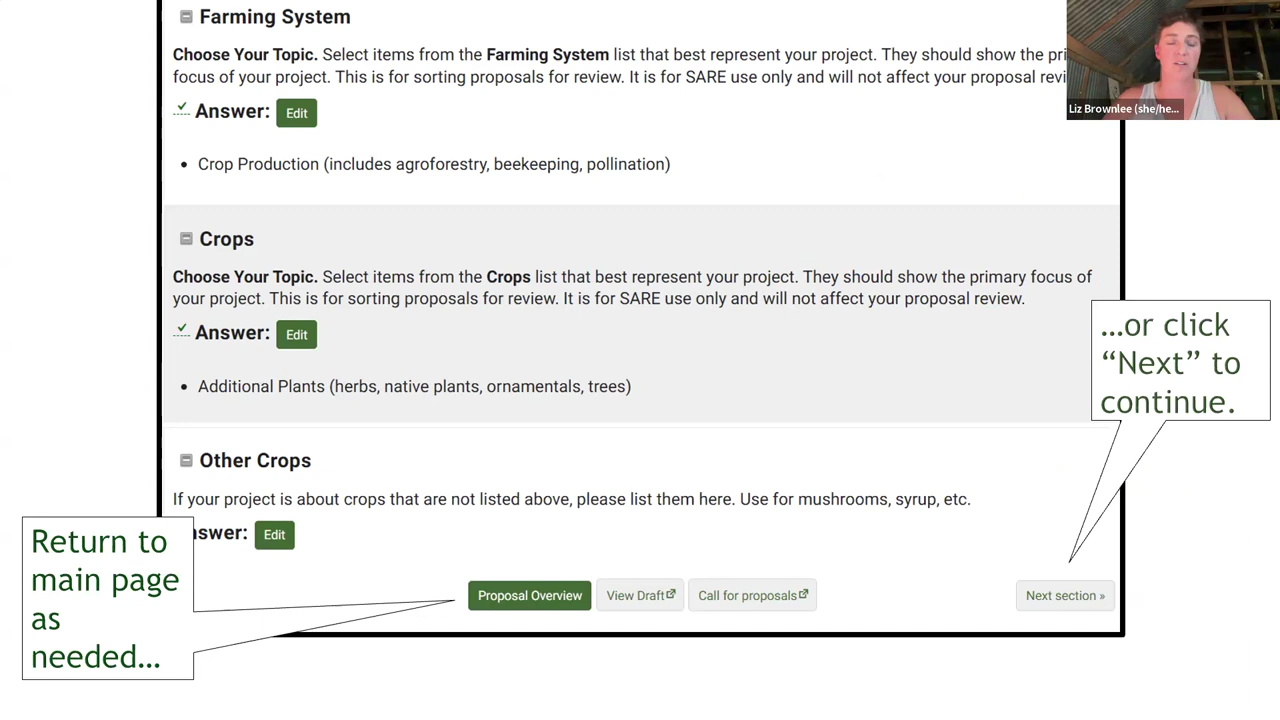 Farming System
Choose Your Topic. Select items from the Farming System list that best represent your project. They should show the pri
focus of your project. This is for sorting proposals for review. It is for SARE use only and will not affect your proposal revi
Liz Brownlee (she/he...
Answer: Edit
Crop Production (includes agroforestry, beekeeping, pollination)
Crops
Choose Your Topic. Select items from the Crops list that best represent your project. They should show the primary focus of
your project. This is for sorting proposals for review. It is for SARE use only and will not affect your proposal review.
Answer: Edit
Additional Plants (herbs, native plants, ornamentals, trees)
…or click
“Next” to
continue.
Other Crops
If your project is about crops that are not listed above, please list them here. Use for mushrooms, syrup, etc.
nswer: Edit
Return to
main page
as
needed…
Proposal Overview View Draft Call for proposals Next section »